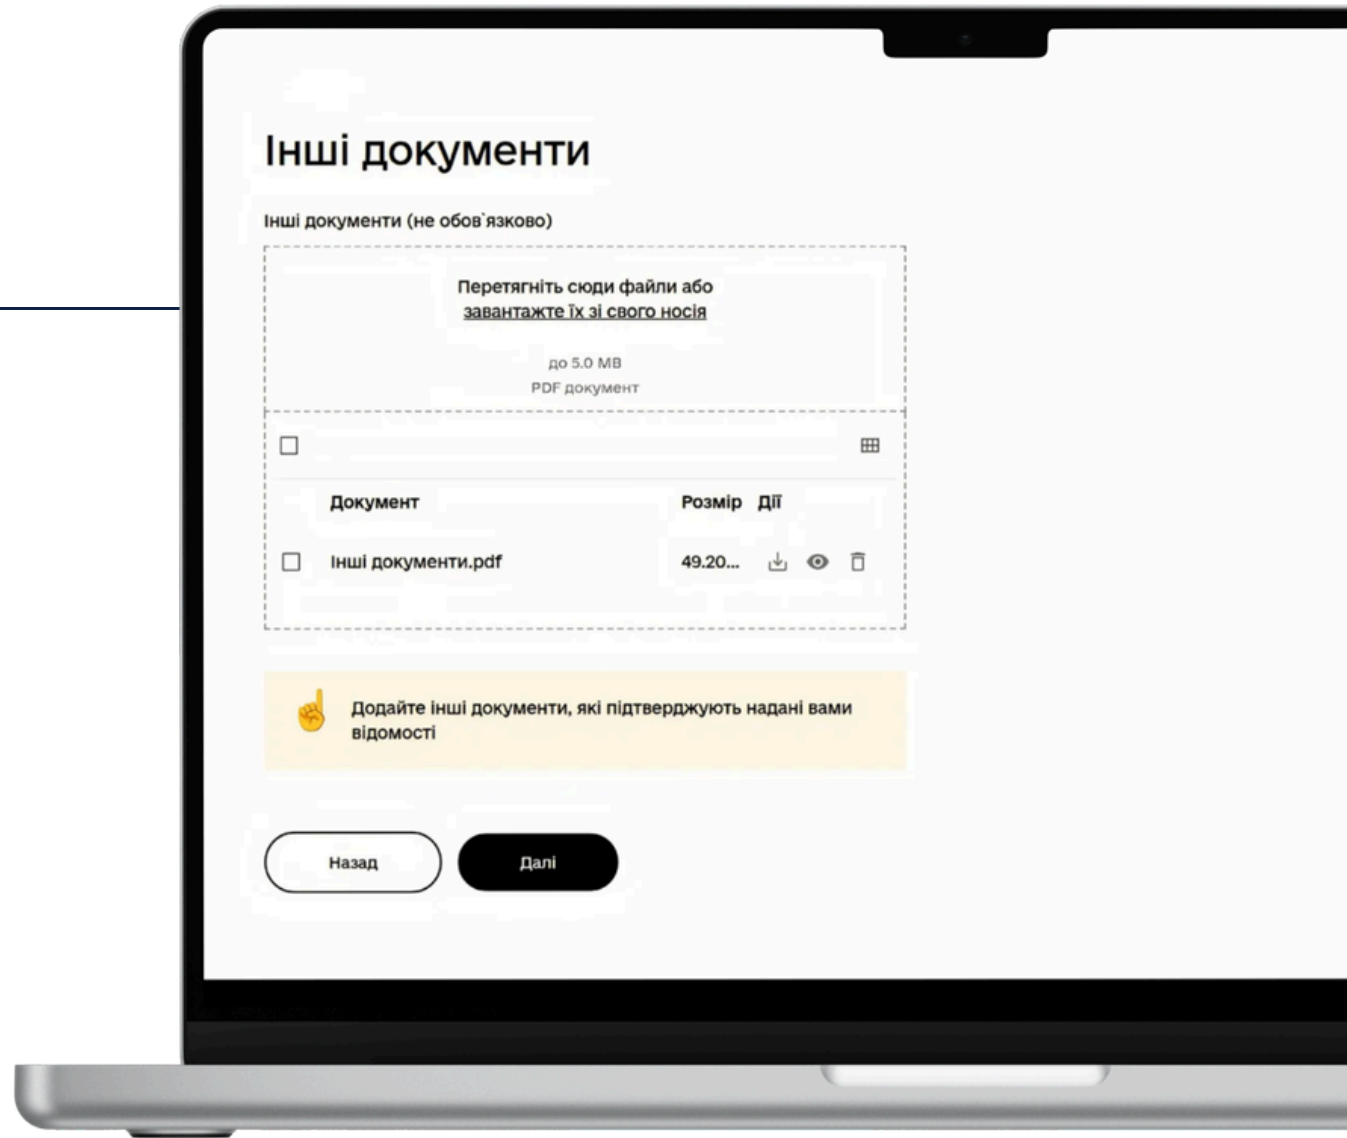 Інші документи
Інші документи (не обов`язково)
Перетягніть сюди файли або
завантажте їх зі свого носія
до 5.0 MB
PDF документ
Документ Розмір Дії
Інші документи.pdf 49.20...
Додайте інші документи, які підтверджують надані вами
відомості
Назад Далі